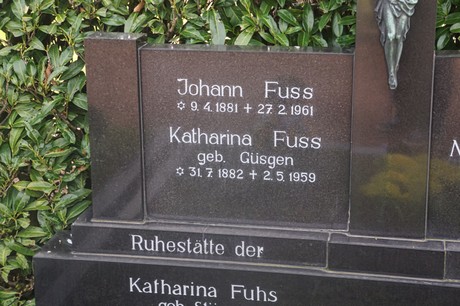 Johann Fuss
✡ 9.4.1881 + 27.2.1961
Katharina Fuss
geb. Güsgen
✡ 31.7.1882 + 2.5.1959
Ruhestätte der
Katharina Fuhs
geb.